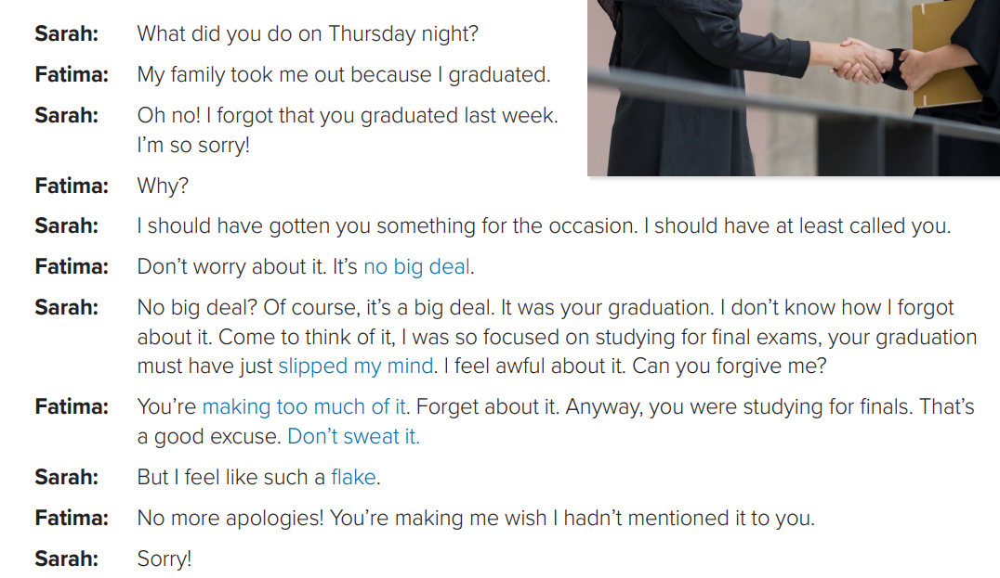 Sarah: What did you do on Thursday night?
Fatima: My family took me out because I graduated.
Sarah: Oh no! I forgot that you graduated last week.
I’m so sorry!
Fatima: Why?
Sarah: I should have gotten you something for the occasion. I should have at least called you.
Fatima: Don’t worry about it. It’s no big deal.
Sarah: No big deal? Of course, it’s a big deal. It was your graduation. I don’t know how I forgot
about it. Come to think of it, I was so focused on studying for final exams, your graduation
must have just slipped my mind. I feel awful about it. Can you forgive me?
Fatima: You’re making too much of it. Forget about it. Anyway, you were studying for finals. That’s
a good excuse. Don’t sweat it.
Sarah: But I feel like such a flake.
Fatima: No more apologies! You’re making me wish I hadn’t mentioned it to you.
Sarah: Sorry!